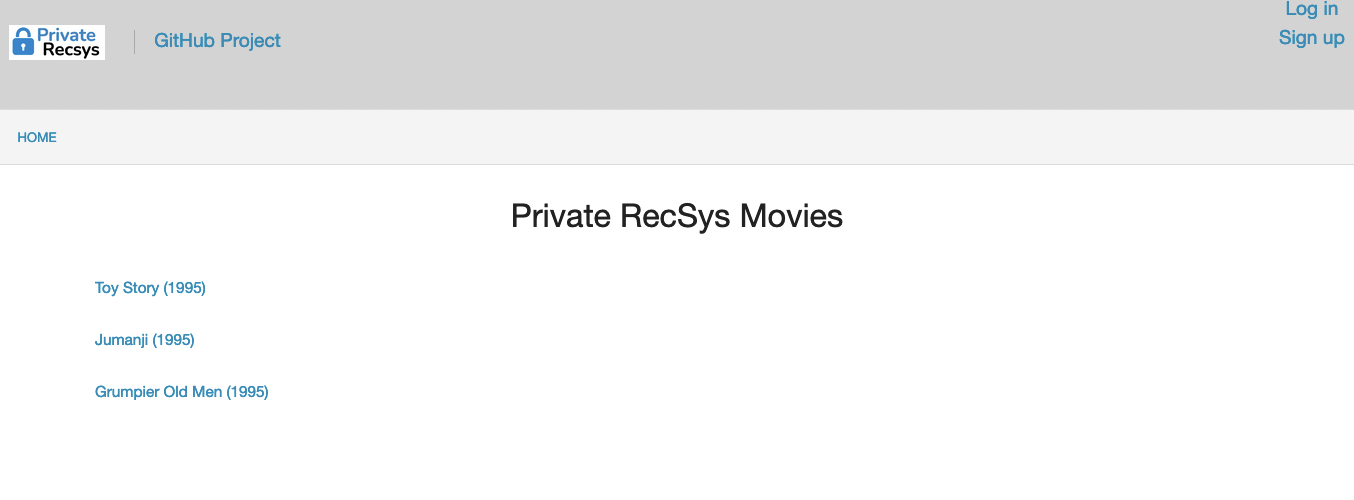 Private
Recsys
GitHub Project
Log in
Sign up
HOME
Private RecSys Movies
Toy Story (1995)
Jumanji (1995)
Grumpier Old Men (1995)